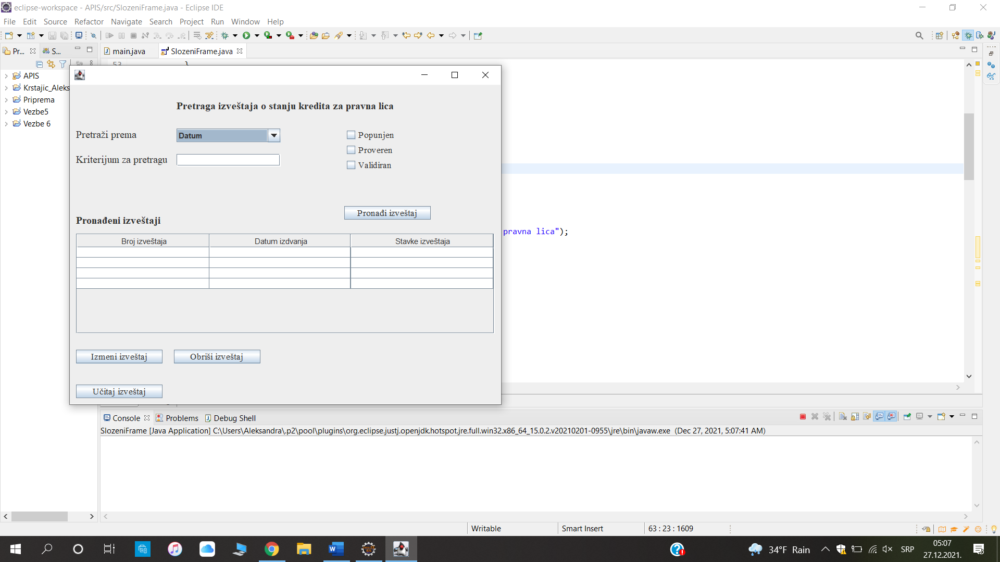 eclipse-workspace - APIS/src/SlozeniFrame.java - Eclipse IDE
File Edit Source Refactor Navigate Search Project Run Window Help
Pr... S... main.java SlozeniFrame.java
53 }
APIS
Krstajic_Aleks
Priprema
Vezbe5
Vezbe 6
Pretraga izveštaja o stanju kredita za pravna lica
Pretraži prema Datum Popunjen
Proveren
Kriterijum za pretragu
Validiran
Pronađi izveštaj
Pronađeni izveštaji
pravna lica");
Broj izveštaja Datum izdvanja Stavke izveštaja
Izmeni izveštaj Obriši izveštaj
Učitaj izveštaj
Console Problems Debug Shell
SlozeniFrame [Java Application] C:\Users\Aleksandra\.p2\pool\plugins\org.eclipse.justj.openjdk.hotspot.jre.full.win32.x86_64_15.0.2.v20210201-0955\jre\bin\javaw.exe (Dec 27, 2021, 5:07:41 AM)
Writable Smart Insert 63 : 23 : 1609
34°F Rain SRP 05:07
27.12.2021.